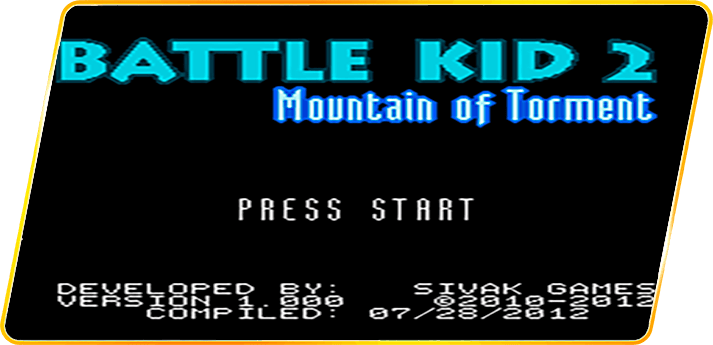 BATTLE KID 2
Mountain of Torment
PRESS START
DEVELOPED BY: SIVAK GAMES
VERSION 1.000 ©2010-2012
COMPILED: 07/28/2012